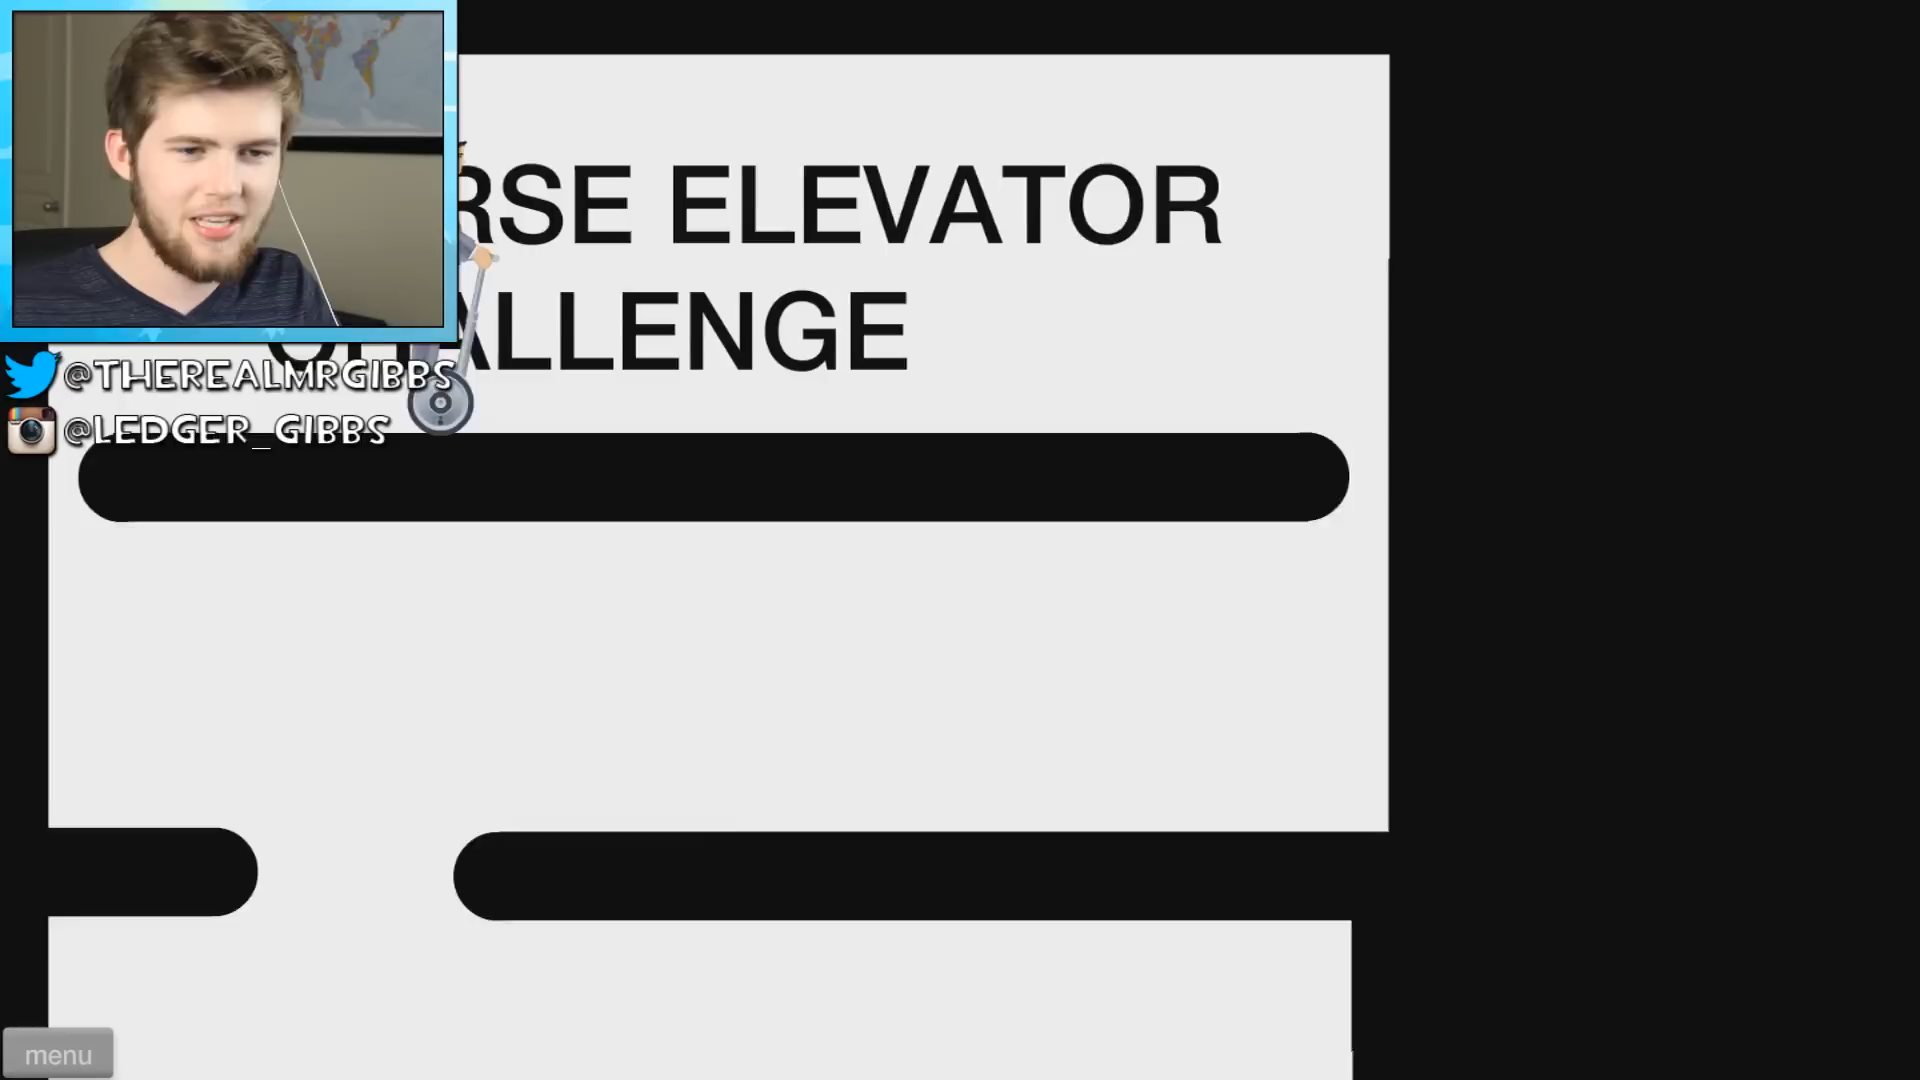 RSE ELEVATOR
ALLENGE
@THEREALMRGIBBS
@LEDGER_GIBBS
menu